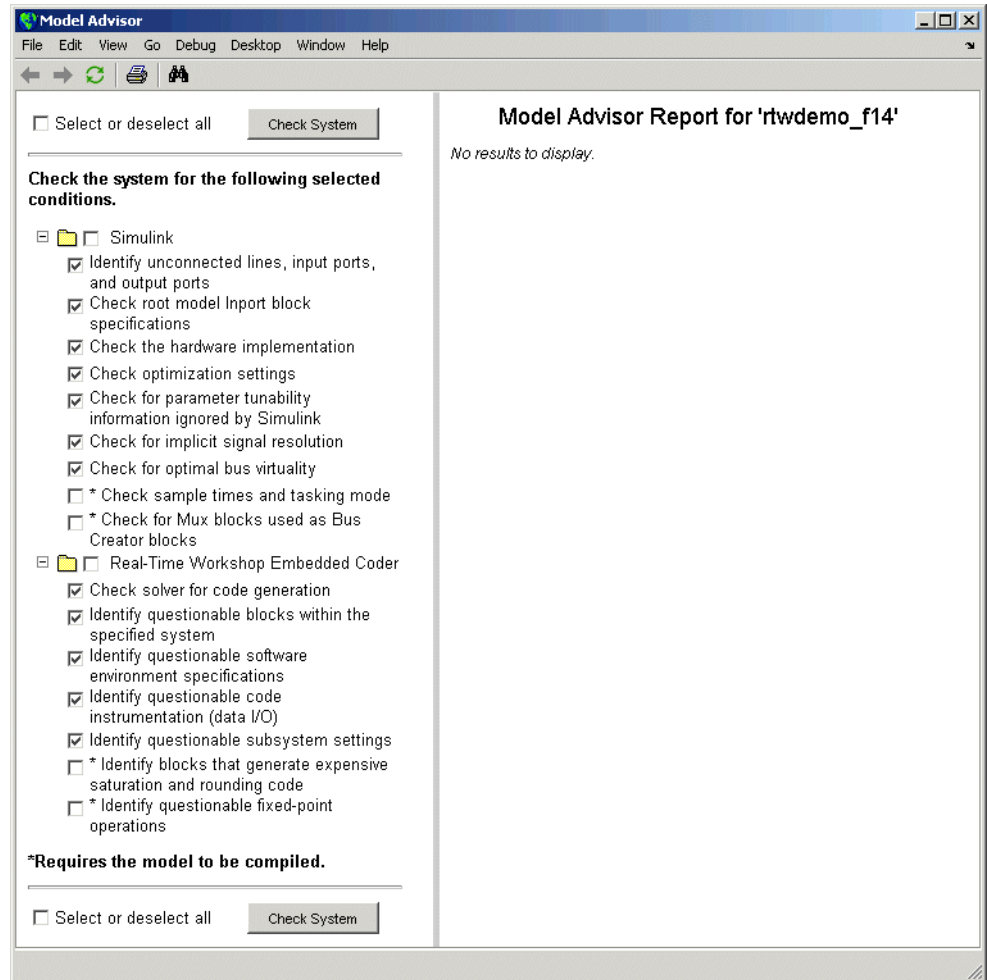 Model Advisor
File Edit View Go Debug Desktop Window Help
Select or deselect all Check System
Check the system for the following selected
conditions.
Simulink
Identify unconnected lines, input ports,
and output ports
Check root model Inport block
specifications
Check the hardware implementation
Check optimization settings
Check for parameter tunability
information ignored by Simulink
Check for implicit signal resolution
Check for optimal bus virtuality
* Check sample times and tasking mode
* Check for Mux blocks used as Bus
Creator blocks
Real-Time Workshop Embedded Coder
Check solver for code generation
Identify questionable blocks within the
specified system
Identify questionable software
environment specifications
Identify questionable code
instrumentation (data I/O)
Identify questionable subsystem settings
* Identify blocks that generate expensive
saturation and rounding code
* Identify questionable fixed-point
operations
*Requires the model to be compiled.
Select or deselect all Check System
Model Advisor Report for 'rtwdemo_f14'
No results to display.